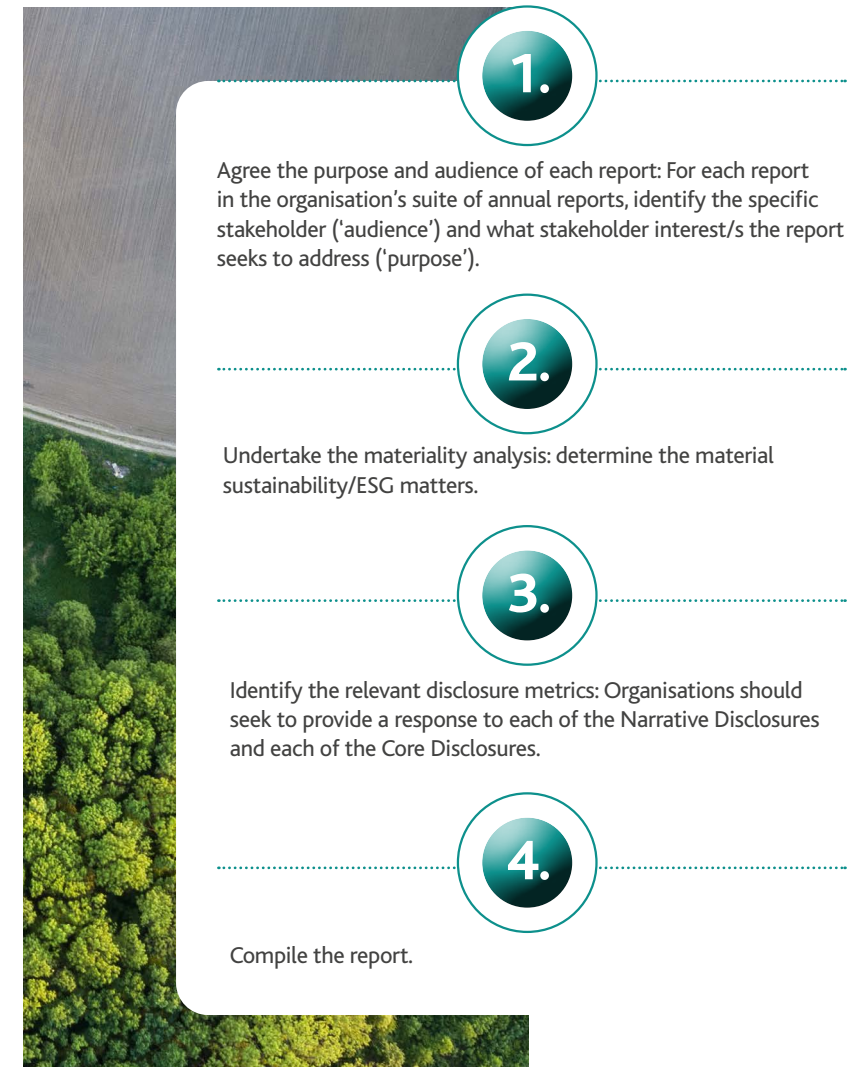 1.
Agree the purpose and audience of each report: For each report
in the organisation’s suite of annual reports, identify the specific
stakeholder (‘audience’) and what stakeholder interest/s the report
seeks to address (‘purpose’).
2.
Undertake the materiality analysis: determine the material
sustainability/ESG matters.
3.
Identify the relevant disclosure metrics: Organisations should
seek to provide a response to each of the Narrative Disclosures
and each of the Core Disclosures.
4.
Compile the report.